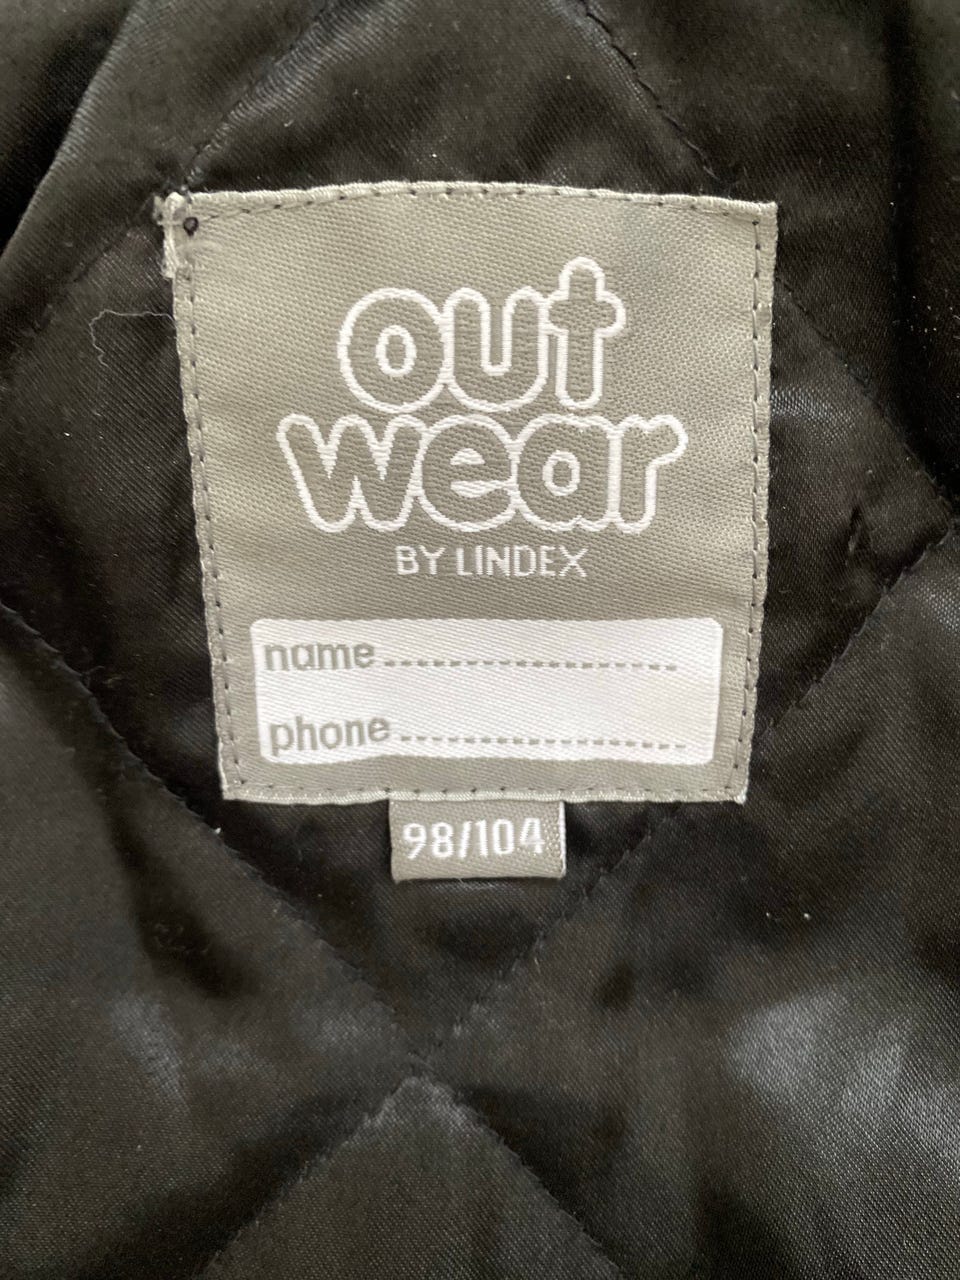 out
wear
BY LINDEX
name....................
phone....................
98/104